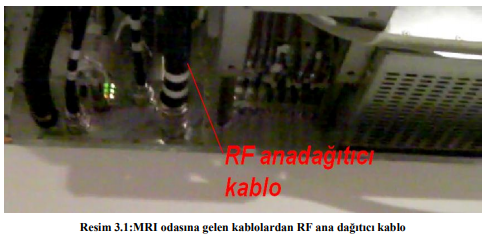 RF anadağıtıcı
kablo
Resim 3.1:MRI odasına gelen kablolardan RF ana dağıtıcı kablo